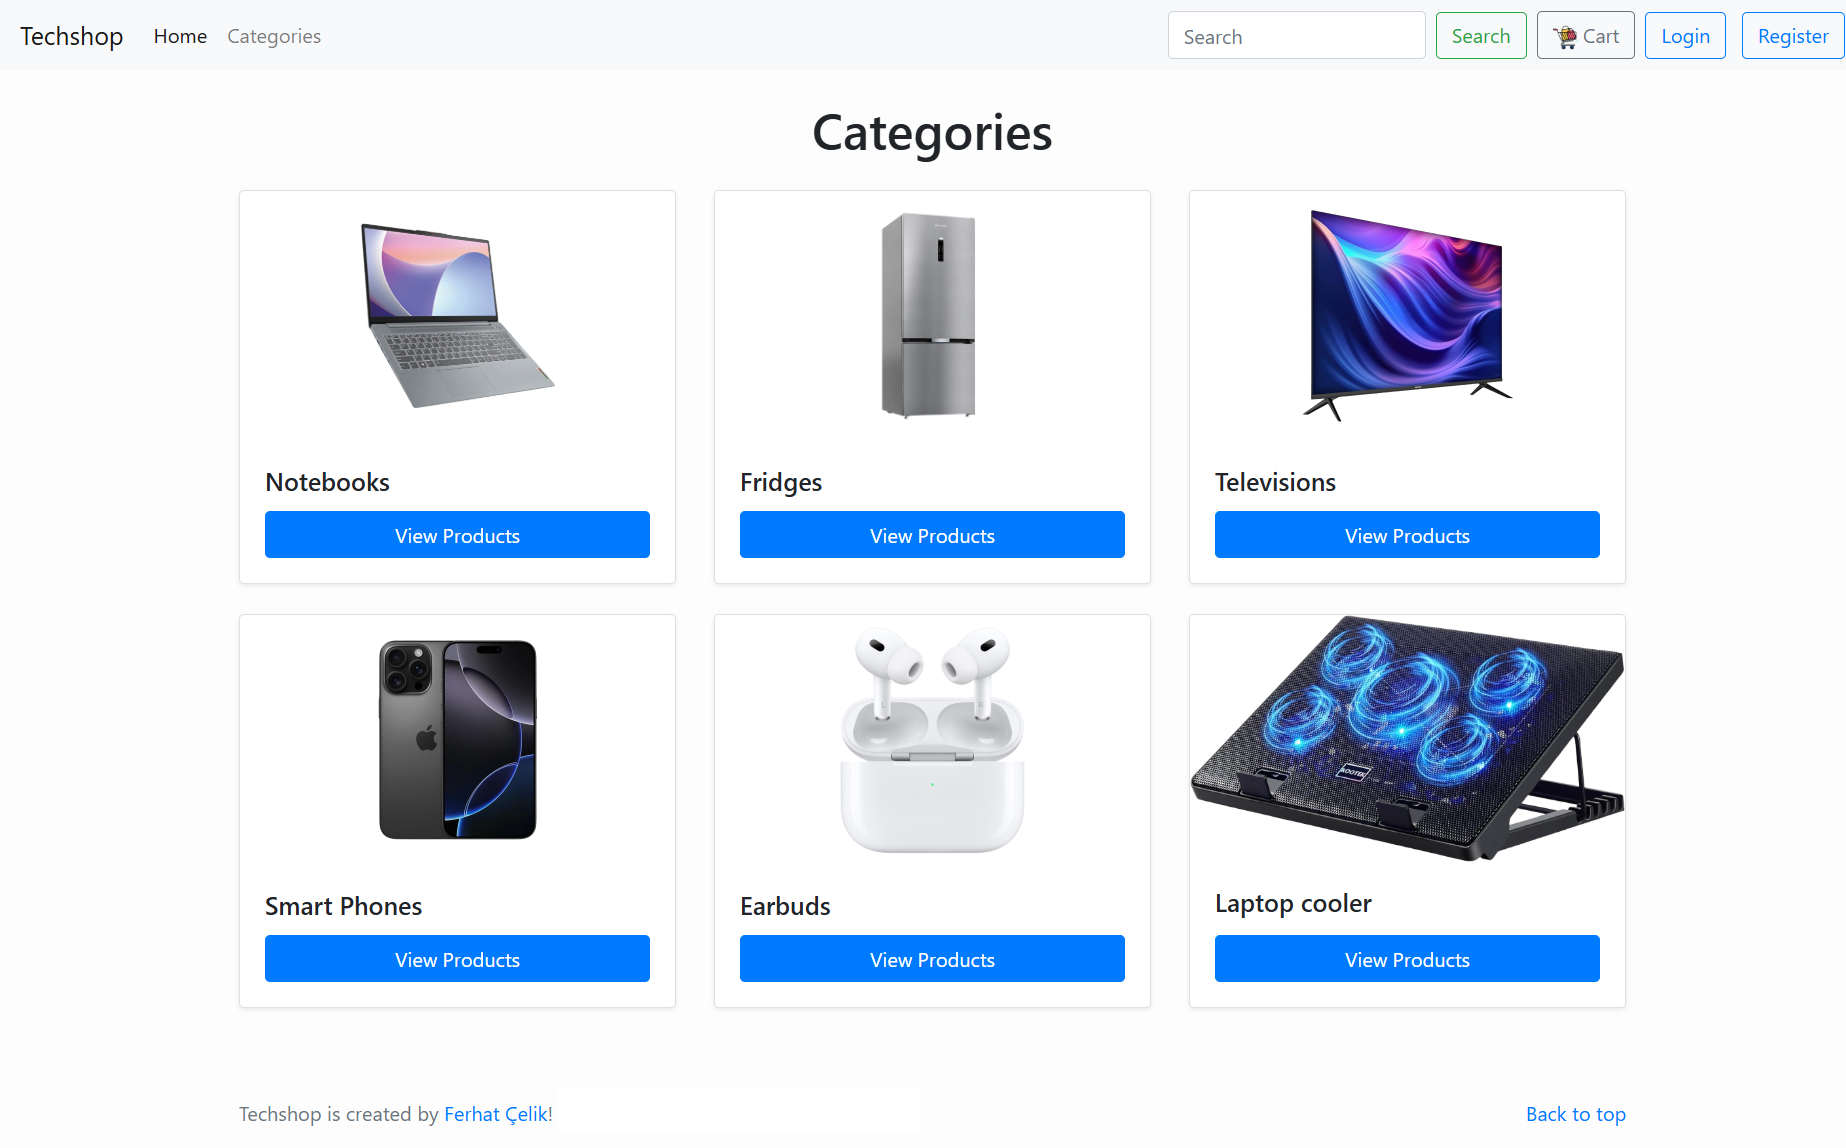 Techshop Home Categories Search Search Cart Login Register
Categories
Notebooks Fridges Televisions
View Products View Products View Products
Smart Phones Earbuds Laptop cooler
View Products View Products View Products
Techshop is created by Ferhat Çelik! Back to top